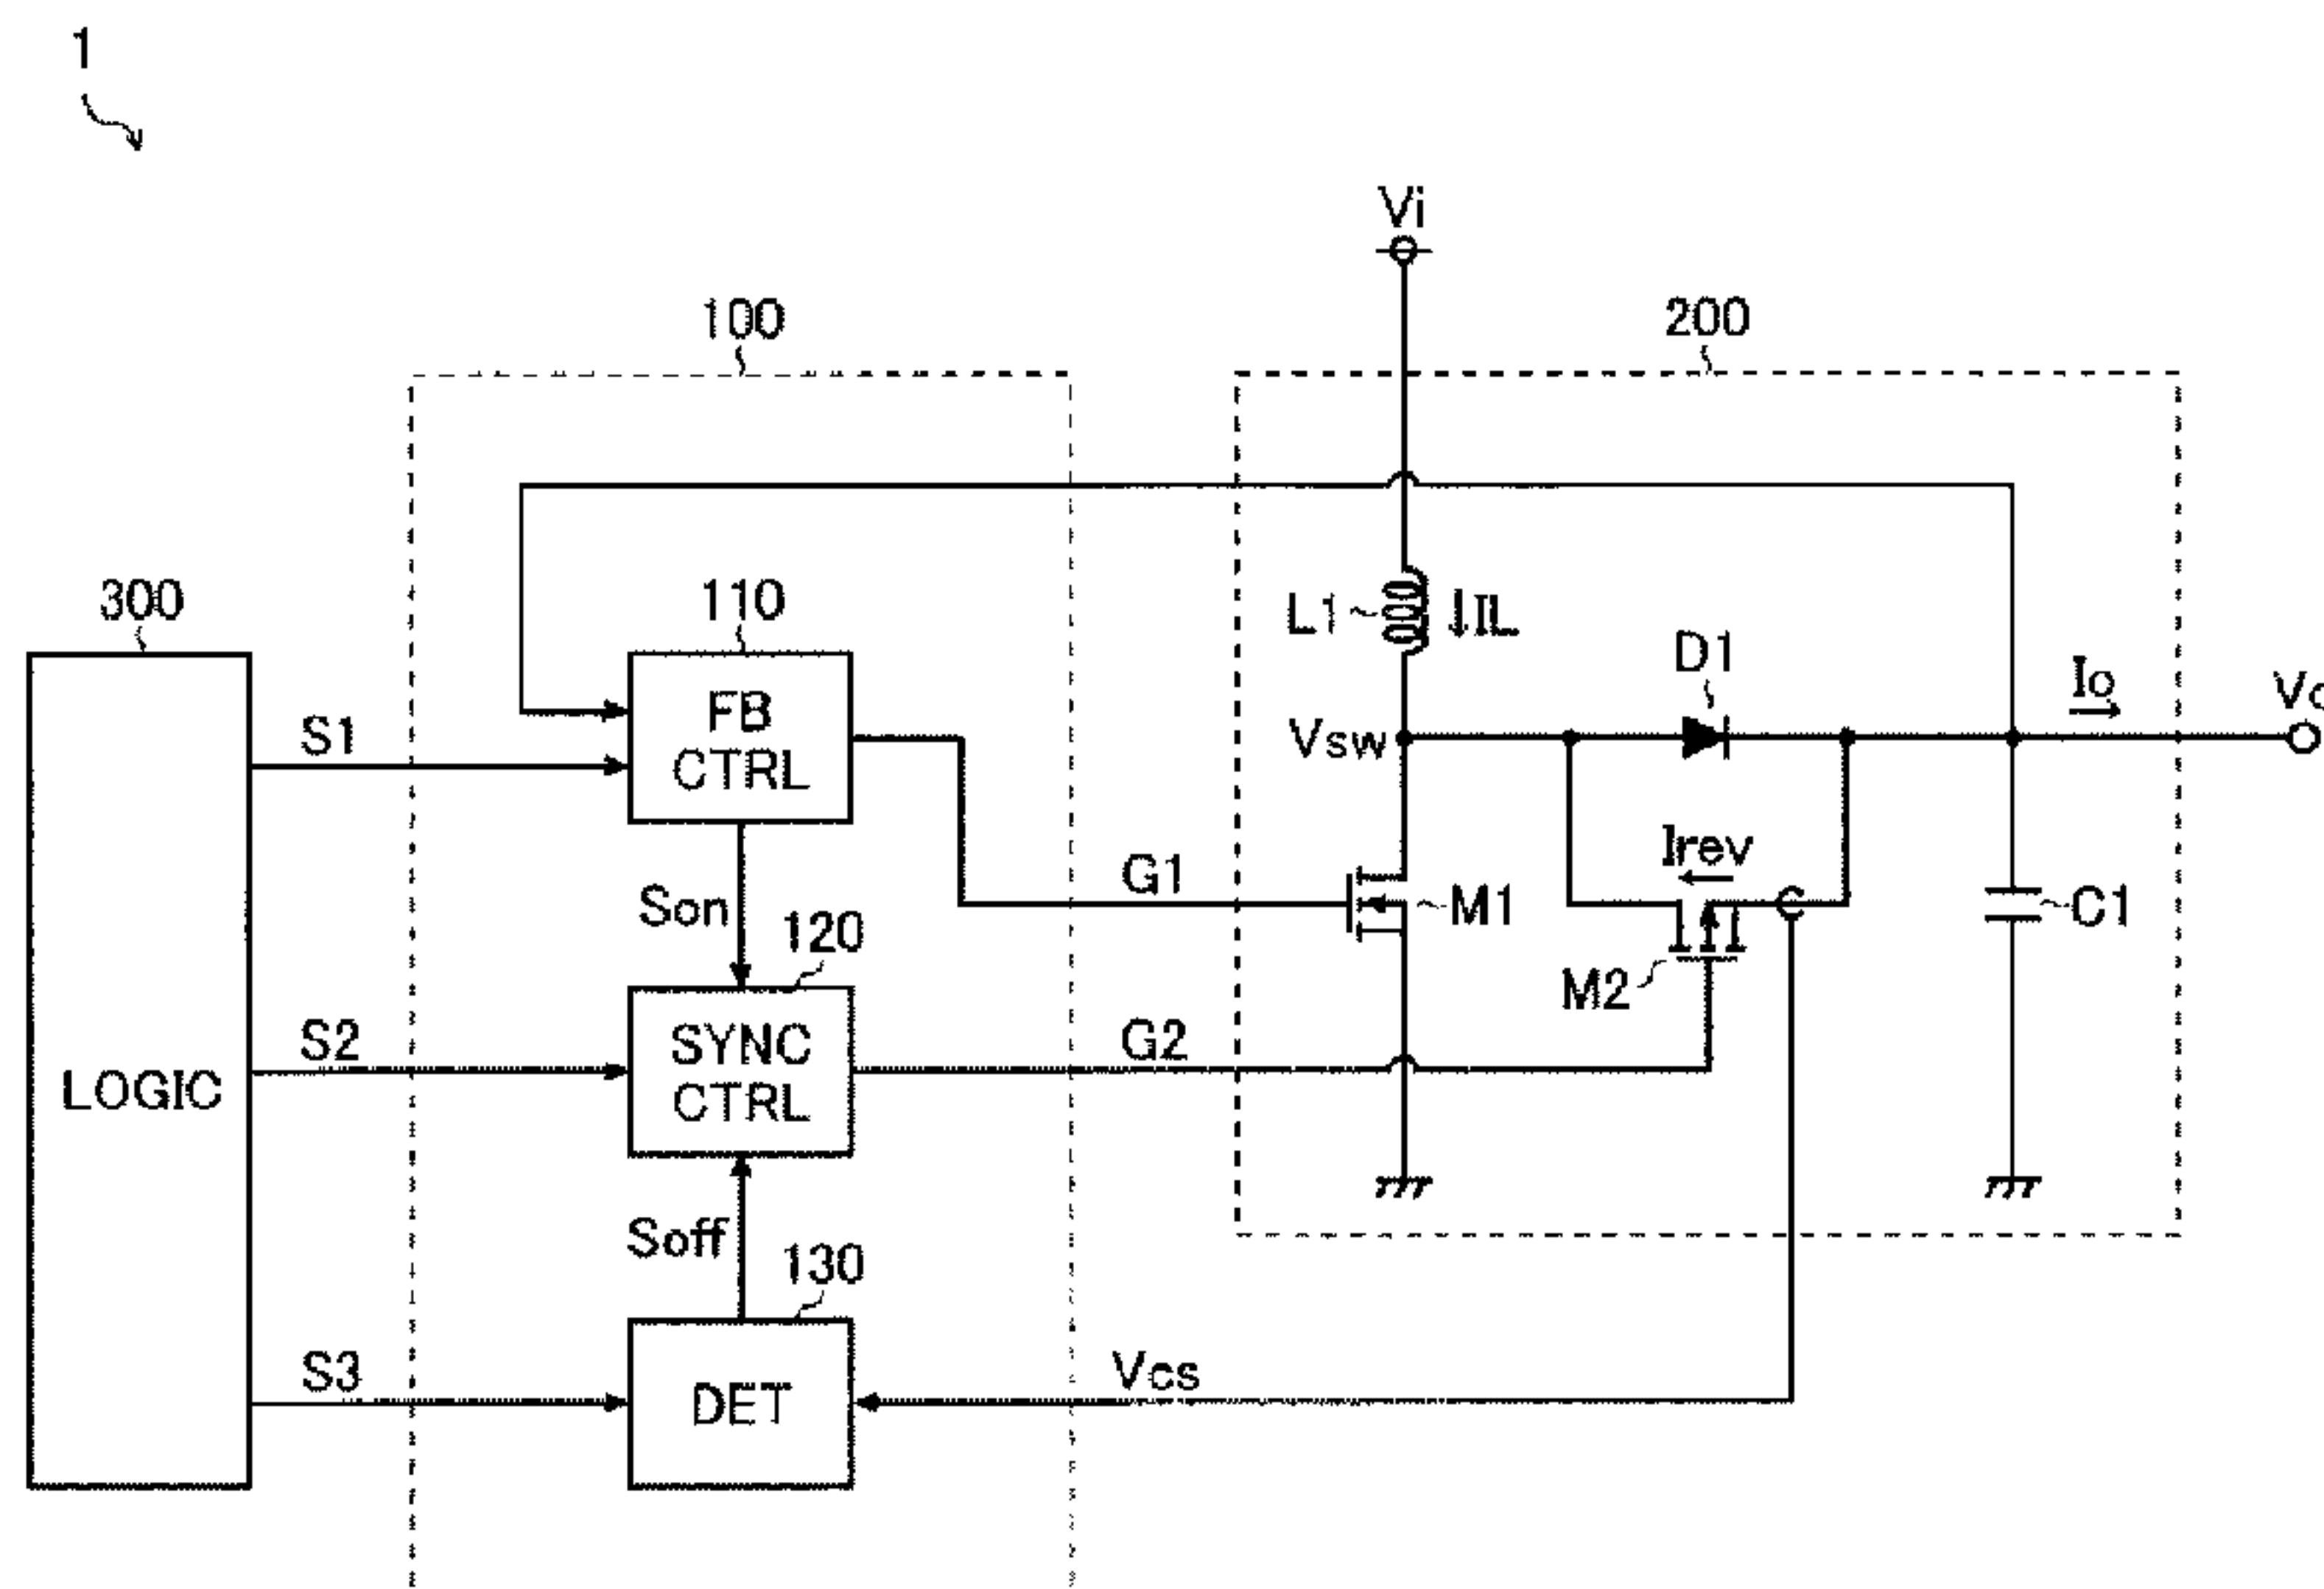 1
Vi
100
200
300
110
L1
IL
D1
Io
S1
FB
CTRL
Vsw
Irev
G1
M1
C1
Son
120
M2
S2
SYNC
CTRL
G2
LOGIC
Soff
130
S3
DET
Vcs